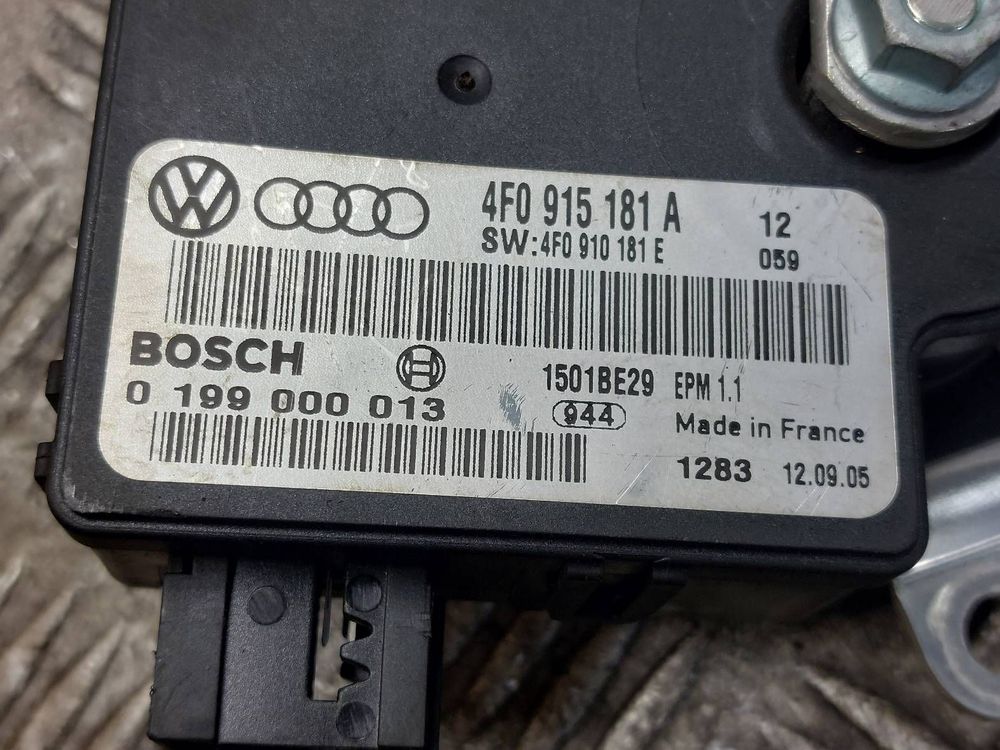 4F0 915 181 A 12
SW:4F0 910 181 E 059
BOSCH 1501BE29 EPM 1.1
0 199 000 013 944 Made in France
1283 12.09.05